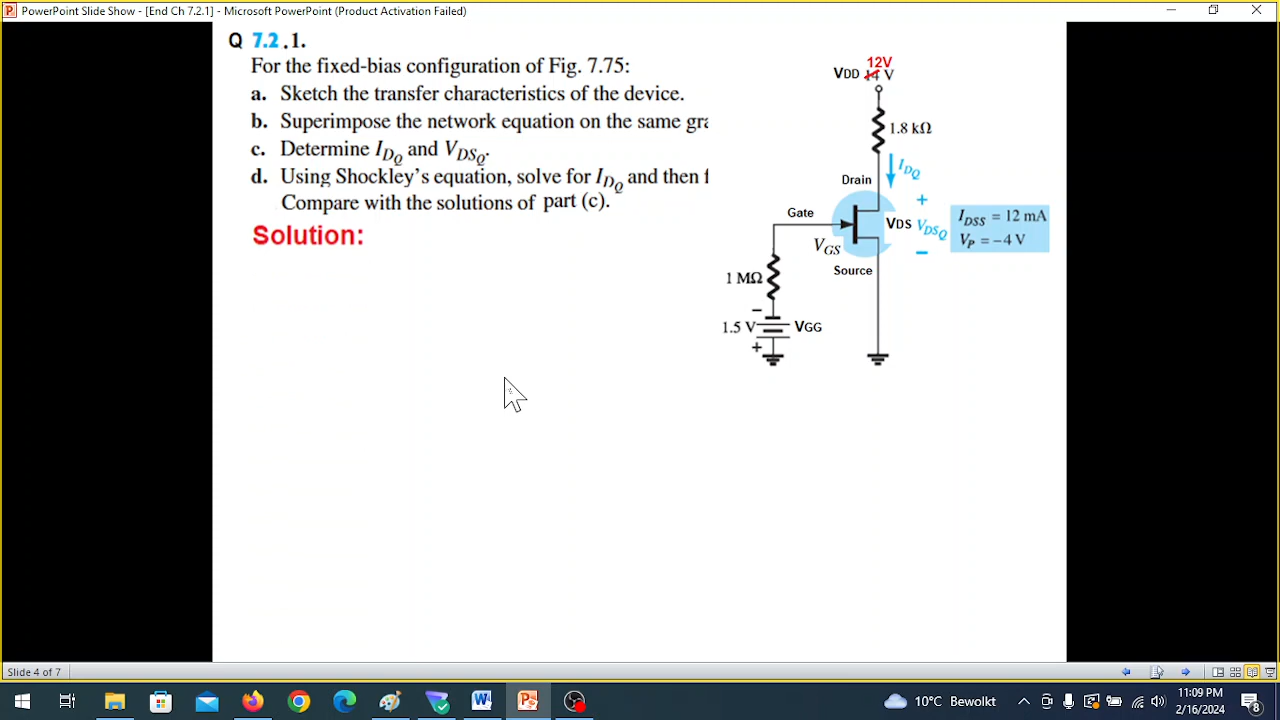 PowerPoint Slide Show - [End Ch 7.2.1] - Microsoft PowerPoint (Product Activation Failed)
Q 7.2.1.
For the fixed-bias configuration of Fig. 7.75:
a. Sketch the transfer characteristics of the device.
b. Superimpose the network equation on the same gra
c. Determine IDQ and VDSQ.
d. Using Shockley's equation, solve for IDQ and then f
Compare with the solutions of part (c).
Solution:
12V
VDD 14 V
1.8 kΩ
IDQ
Drain
+
Gate
VDS VDSQ
IDSS = 12 mA
VP = −4 V
VGS
−
Source
1 MΩ
−
1.5 V
VGG
+
Slide 4 of 7
10°C Bewolkt
11:09 PM
2/16/2024
8